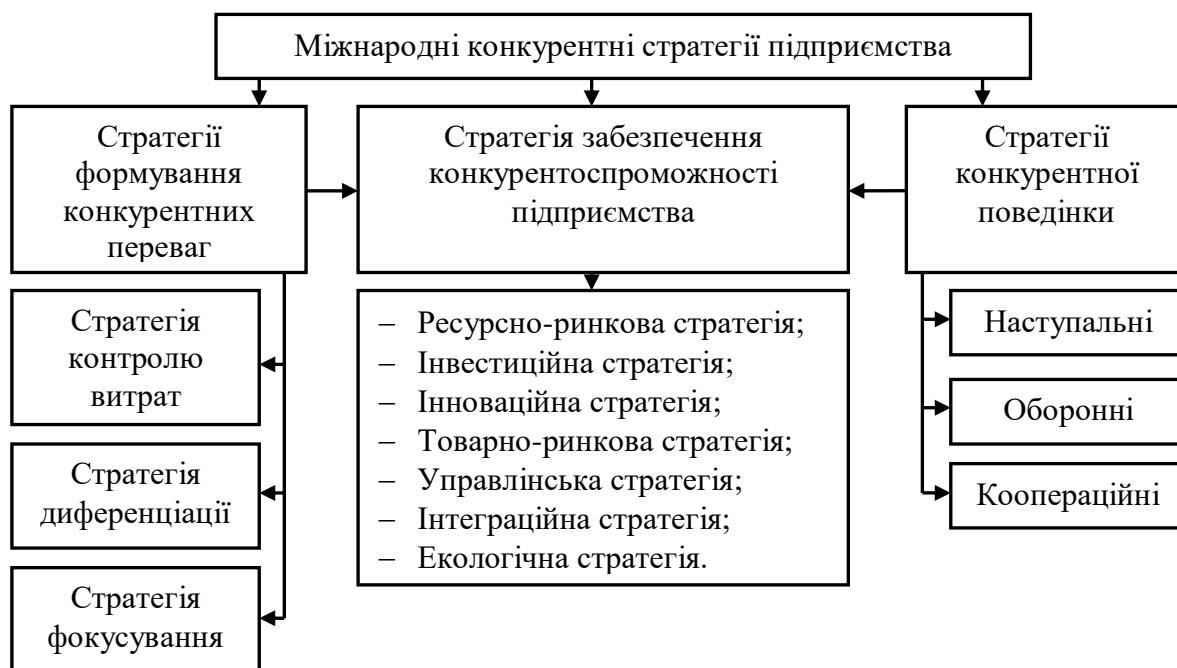 Міжнародні конкурентні стратегії підприємства
Стратегії
формування
конкурентних
переваг
Стратегія забезпечення
конкурентоспроможності
підприємства
Стратегії
конкурентної
поведінки
Стратегія
контролю
витрат
Стратегія
диференціації
Стратегія
фокусування
– Ресурсно-ринкова стратегія;
– Інвестиційна стратегія;
– Інноваційна стратегія;
– Товарно-ринкова стратегія;
– Управлінська стратегія;
– Інтеграційна стратегія;
– Екологічна стратегія.
Наступальні
Оборонні
Коопераційні